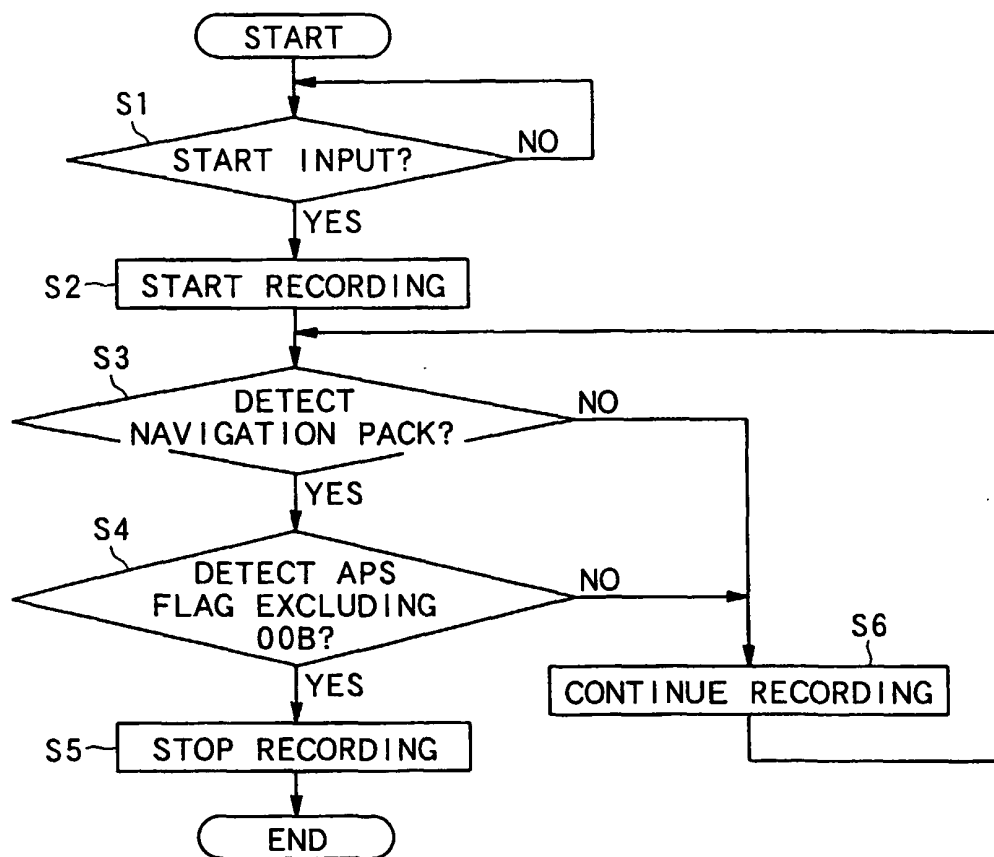 START
S1
START INPUT?
NO
YES
S2
START RECORDING
S3
DETECT
NAVIGATION PACK?
NO
YES
S4
DETECT APS
FLAG EXCLUDING
00B?
NO
YES
S6
CONTINUE RECORDING
S5
STOP RECORDING
END